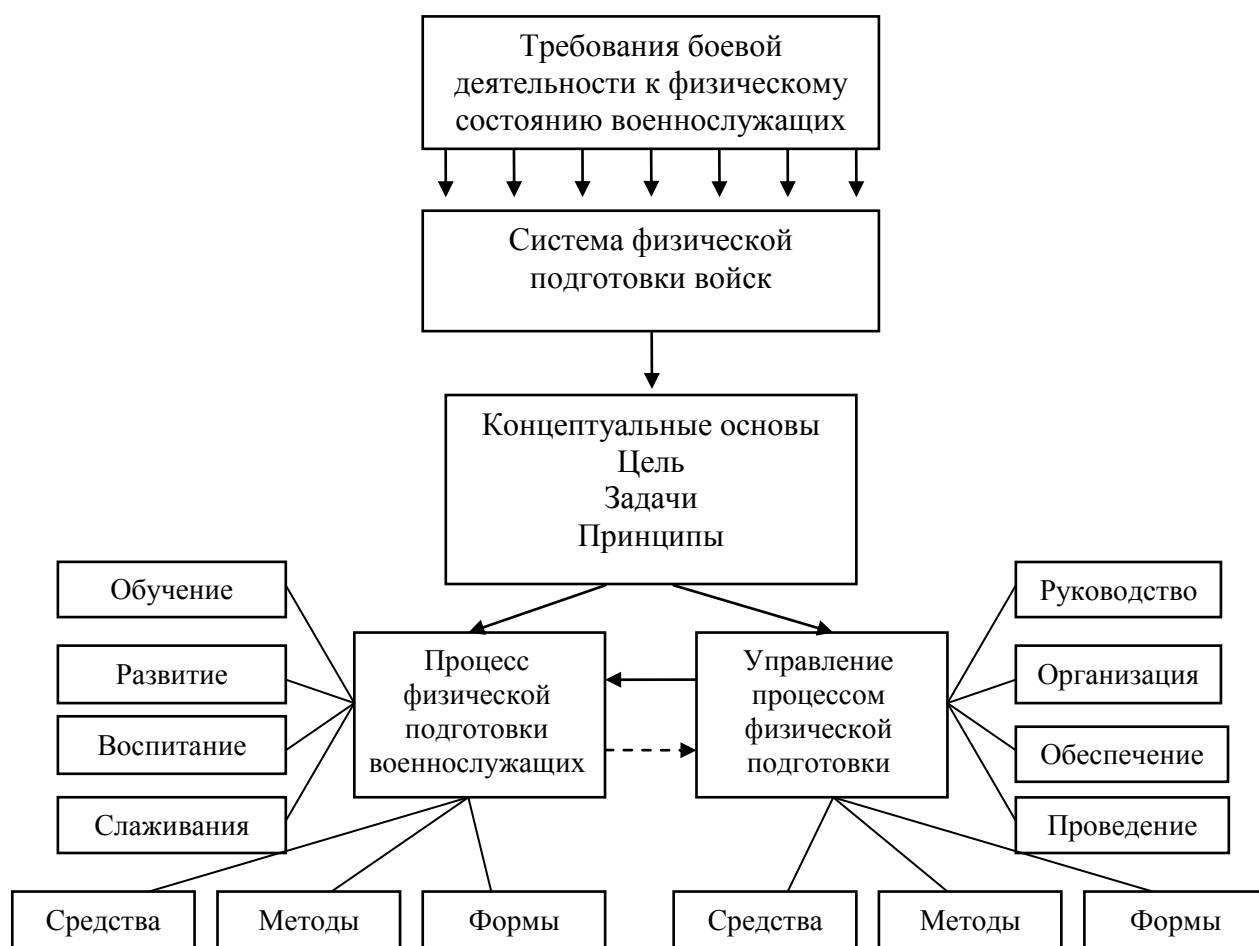 Требования боевой
деятельности к физическому
состоянию военнослужащих
Система физической
подготовки войск
Концептуальные основы
Цель
Задачи
Принципы
Обучение
Развитие
Воспитание
Слаживания
Процесс
физической
подготовки
военнослужащих
Управление
процессом
физической
подготовки
Руководство
Организация
Обеспечение
Проведение
Средства
Методы
Формы
Средства
Методы
Формы